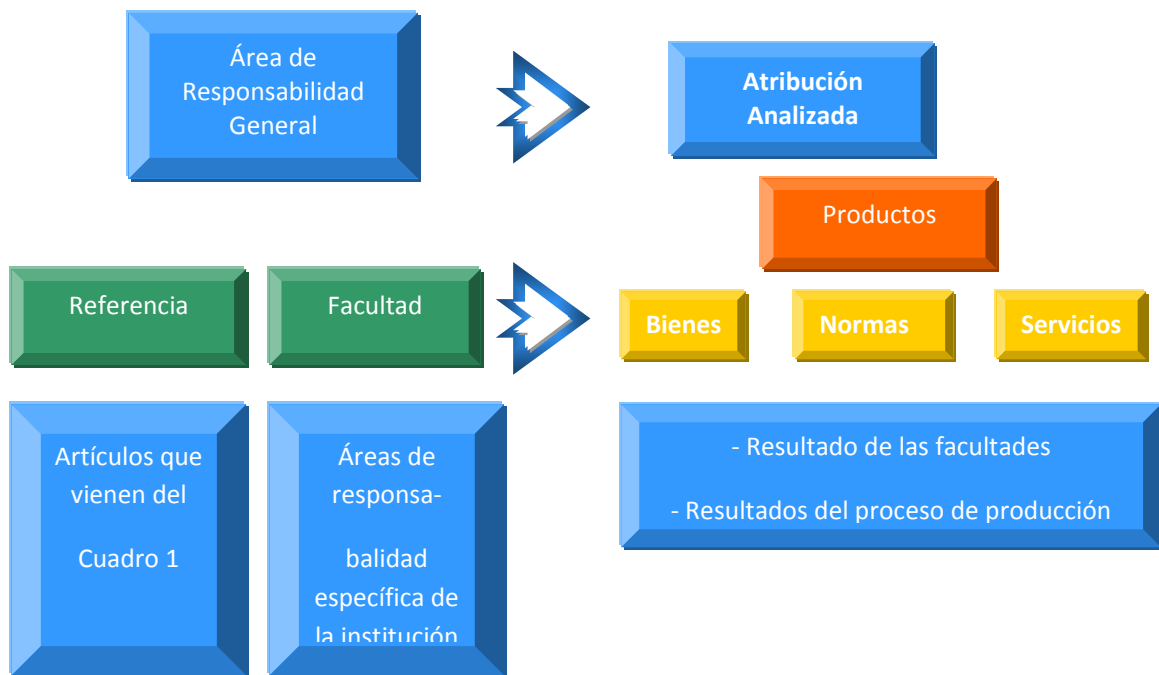 Área de
Responsabilidad
General
Atribución
Analizada
Productos
Referencia
Facultad
Bienes
Normas
Servicios
Artículos que
vienen del
Cuadro 1
Áreas de
responsa-
balidad
específica de
la institución
- Resultado de las facultades
- Resultados del proceso de producción